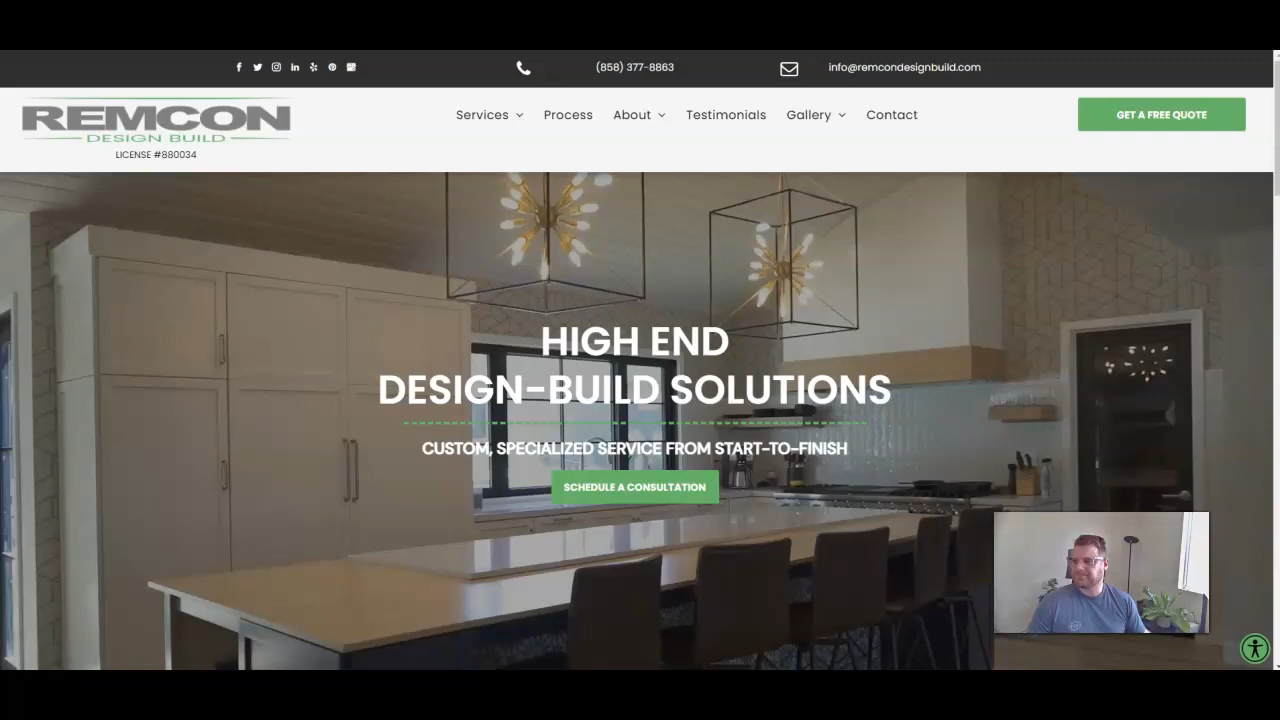 (858) 377-8863
info@remcondesignbuild.com
REMCON
DESIGN BUILD
LICENSE #880034
Services
Process
About
Testimonials
Gallery
Contact
GET A FREE QUOTE
HIGH END
DESIGN-BUILD SOLUTIONS
CUSTOM, SPECIALIZED SERVICE FROM START-TO-FINISH
SCHEDULE A CONSULTATION